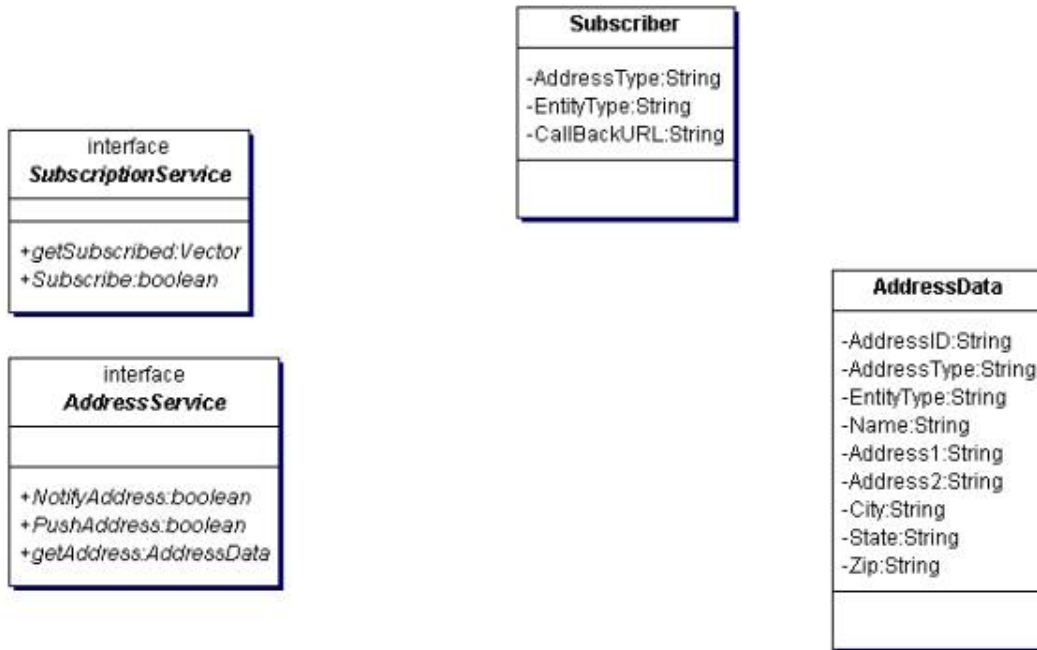 Subscriber
-AddressType:String
-EntityType:String
-CallBackURL:String
interface
SubscriptionService
+getSubscribed:Vector
+Subscribe:boolean
interface
AddressService
+NotifyAddress:boolean
+PushAddress:boolean
+getAddress:AddressData
AddressData
-AddressID:String
-AddressType:String
-EntityType:String
-Name:String
-Address1:String
-Address2:String
-City:String
-State:String
-Zip:String